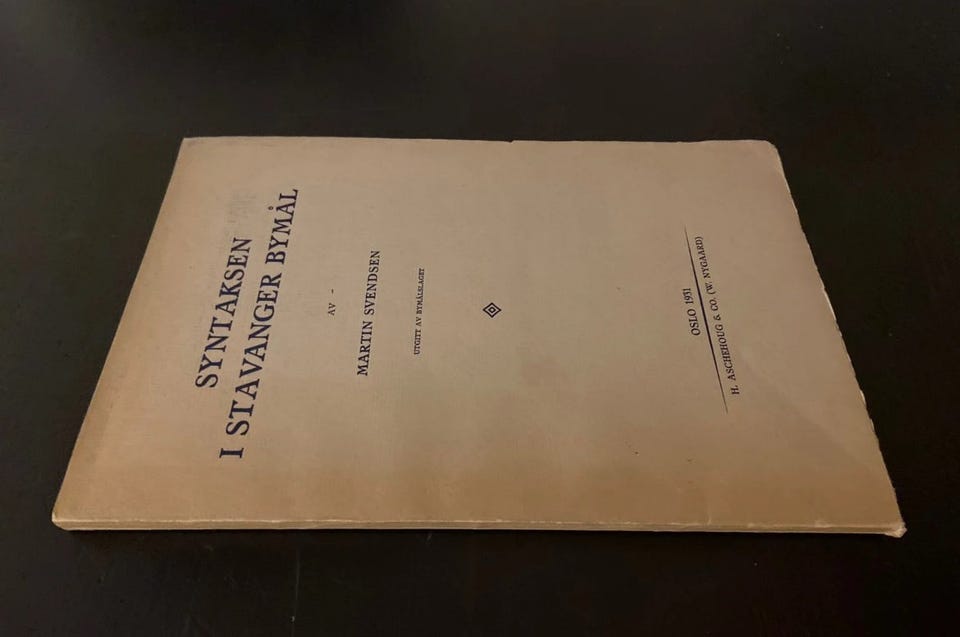 SYNTAKSEN
I STAVANGER BYMÅL
AV
MARTIN SVENDSEN
UTGITT AV BYMÅLSLAGET
OSLO 1931
H. ASCHEHOUG & CO. (W. NYGAARD)